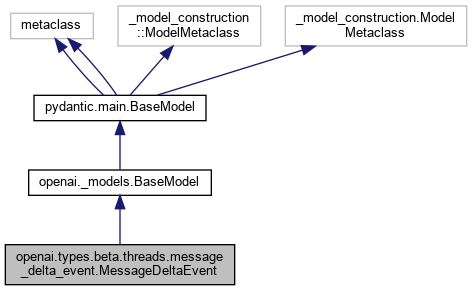 metaclass
_model_construction
::ModelMetaclass
_model_construction.Model
Metaclass
pydantic.main.BaseModel
openai._models.BaseModel
openai.types.beta.threads.message
_delta_event.MessageDeltaEvent